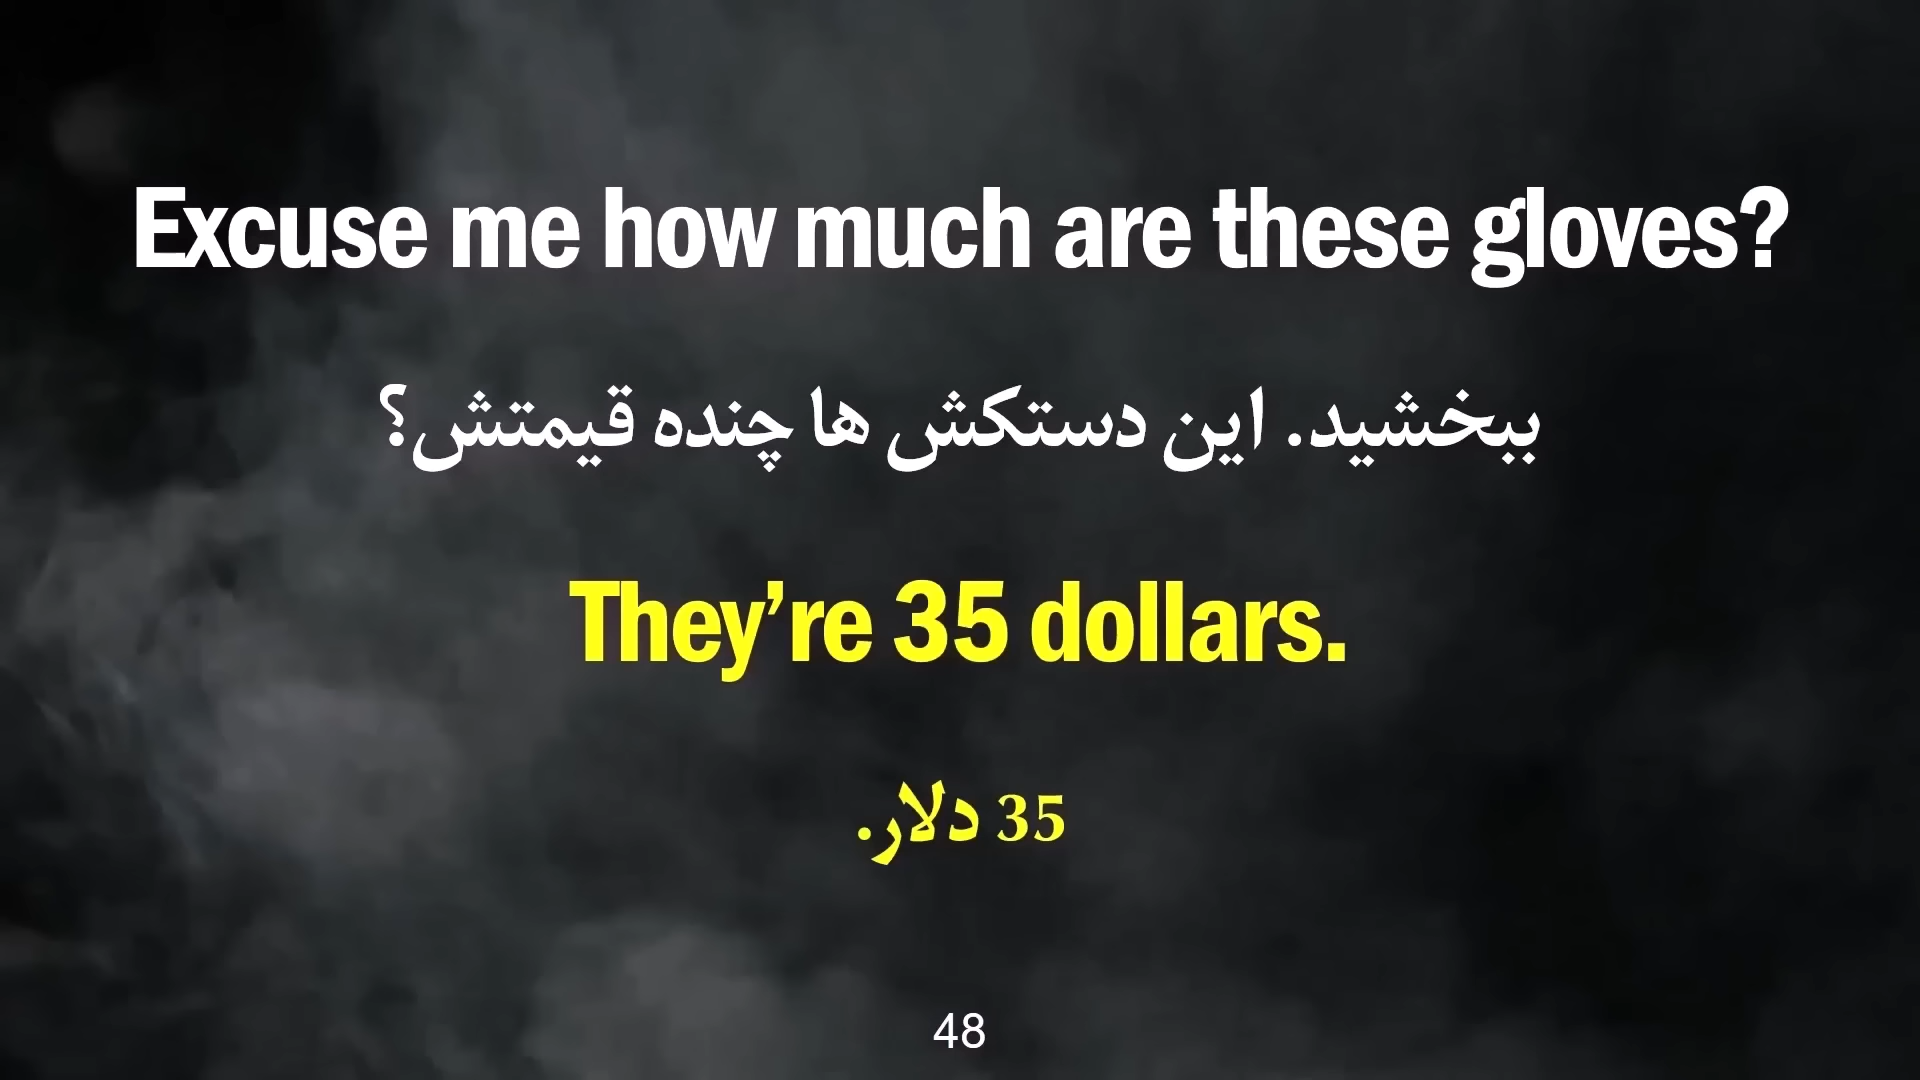 Excuse me how much are these gloves?
ببخشید. این دستکش ها چنده قیمتش؟
They’re 35 dollars.
35 دلار.
48